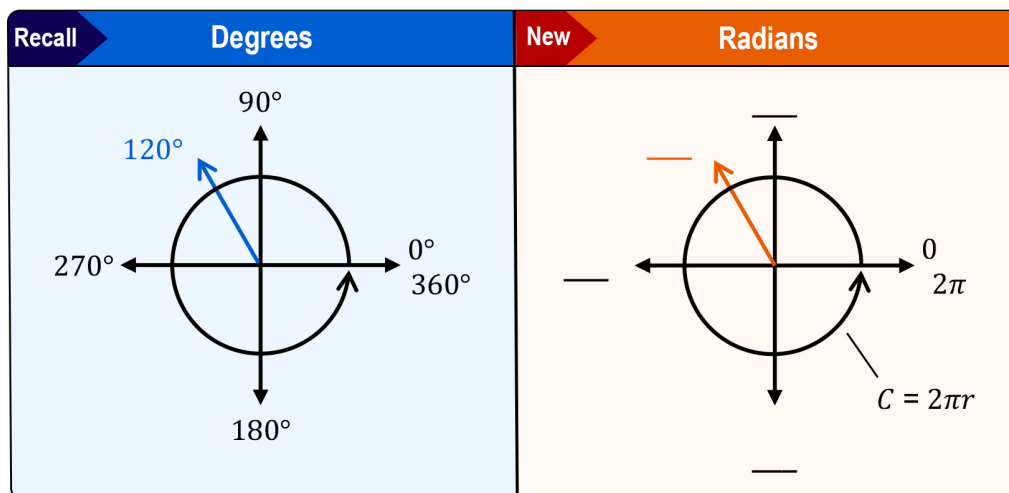 Recall
Degrees
90°
120°
270°
0°
360°
180°
New
Radians
0
2π
C = 2πr